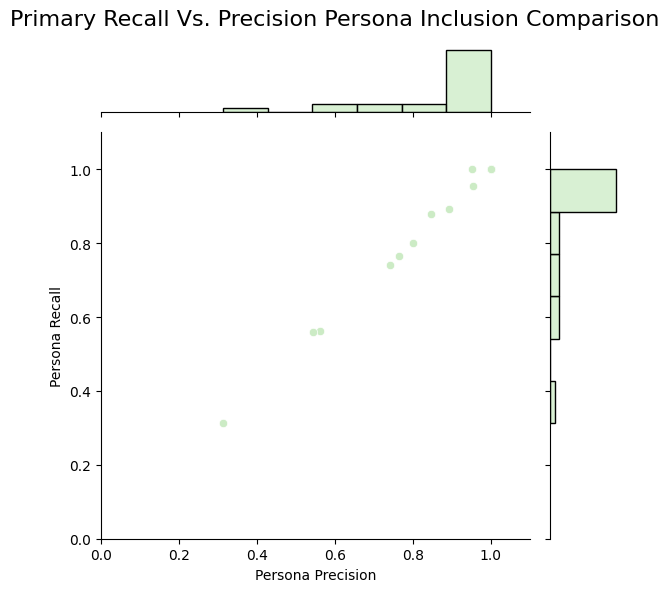 Primary Recall Vs. Precision Persona Inclusion Comparison
1.0
0.8
0.6
0.4
0.2
0.0
Persona Recall
0.0 0.2 0.4 0.6 0.8 1.0
Persona Precision